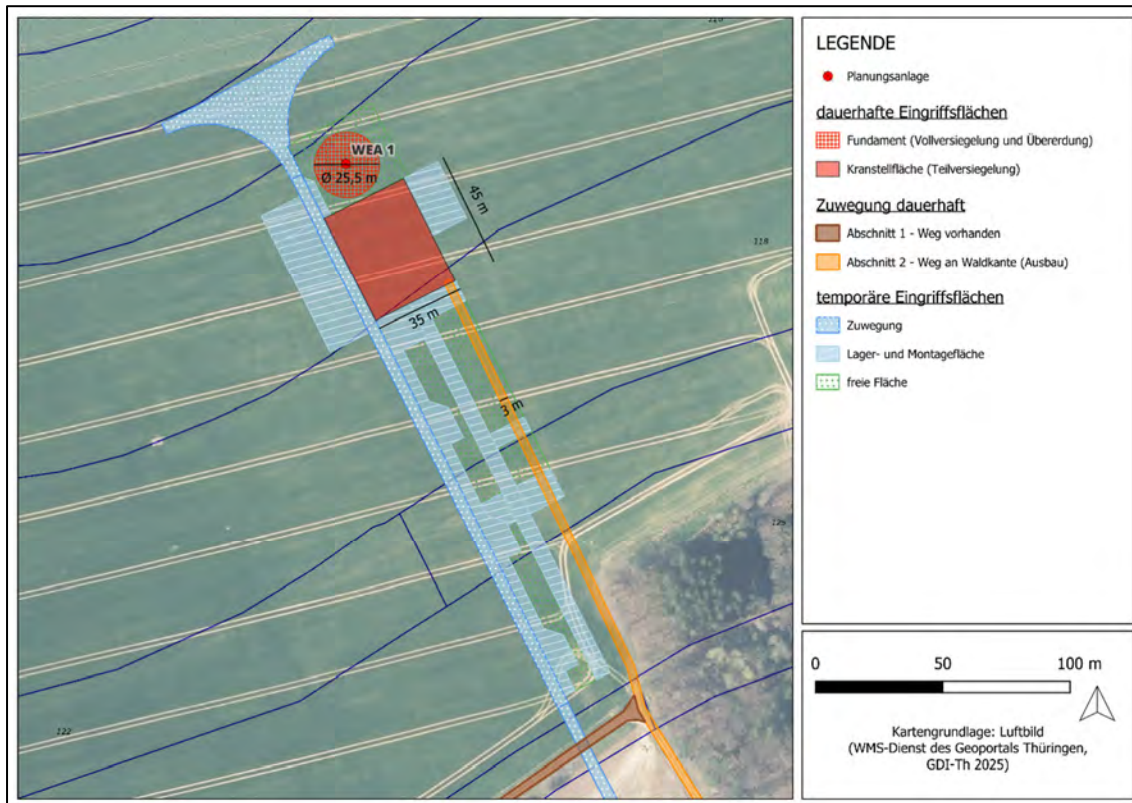 WEA 1
Ø 25,5 m
45 m
35 m
3 m
118
122
LEGENDE
Planungsanlage
dauerhafte Eingriffsflächen
Fundament (Vollversiegelung und Übererdung)
Kranstellfläche (Teilversiegelung)
Zuwegung dauerhaft
Abschnitt 1 - Weg vorhanden
Abschnitt 2 - Weg an Waldkante (Ausbau)
temporäre Eingriffsflächen
Zuwegung
Lager- und Montagefläche
freie Fläche
0 50 100 m
Kartengrundlage: Luftbild
(WMS-Dienst des Geoportals Thüringen,
GDI-Th 2025)